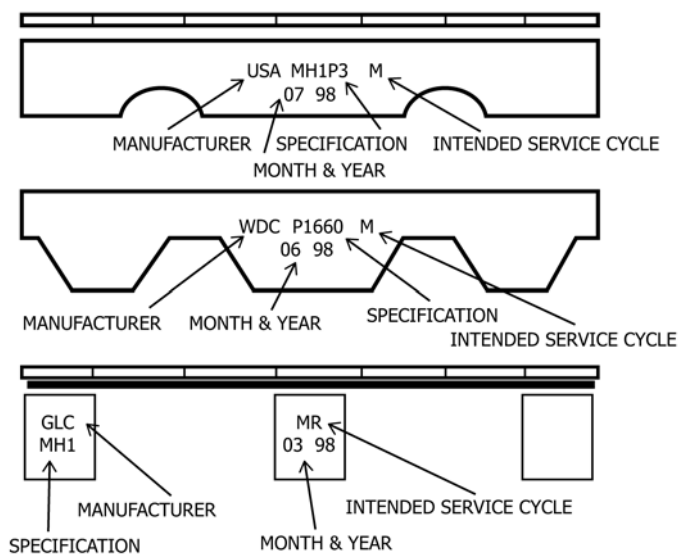 USA MH1P3 M
07 98
MANUFACTURER SPECIFICATION INTENDED SERVICE CYCLE
MONTH & YEAR
WDC P1660 M
06 98
MANUFACTURER MONTH & YEAR SPECIFICATION
INTENDED SERVICE CYCLE
GLC
MH1
MR
03 98
MANUFACTURER INTENDED SERVICE CYCLE
SPECIFICATION MONTH & YEAR